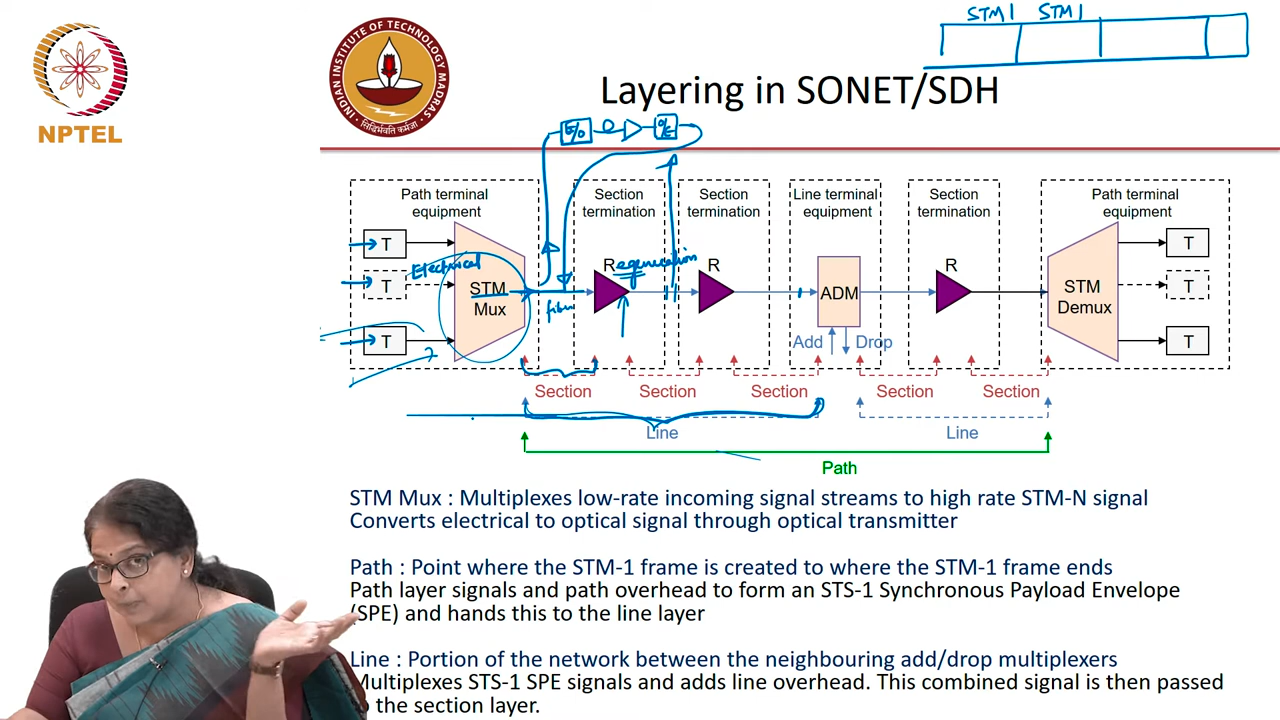 STM1 STM1
INDIAN INSTITUTE OF TECHNOLOGY MADRAS
सिद्धिर्भवति कर्मजा
NPTEL
Layering in SONET/SDH
E/O O/E
Path terminal equipment
Section termination
Section termination
Line terminal equipment
Section termination
Path terminal equipment
T
T
T
Electrical
STM Mux
fiber
Regeneration
R
ADM
Add Drop
R
STM Demux
T
T
T
Section Section Section Section Section
Line Line
Path
STM Mux : Multiplexes low-rate incoming signal streams to high rate STM-N signal
Converts electrical to optical signal through optical transmitter
Path : Point where the STM-1 frame is created to where the STM-1 frame ends
Path layer signals and path overhead to form an STS-1 Synchronous Payload Envelope
(SPE) and hands this to the line layer
Line : Portion of the network between the neighbouring add/drop multiplexers
Multiplexes STS-1 SPE signals and adds line overhead. This combined signal is then passed
the section layer.